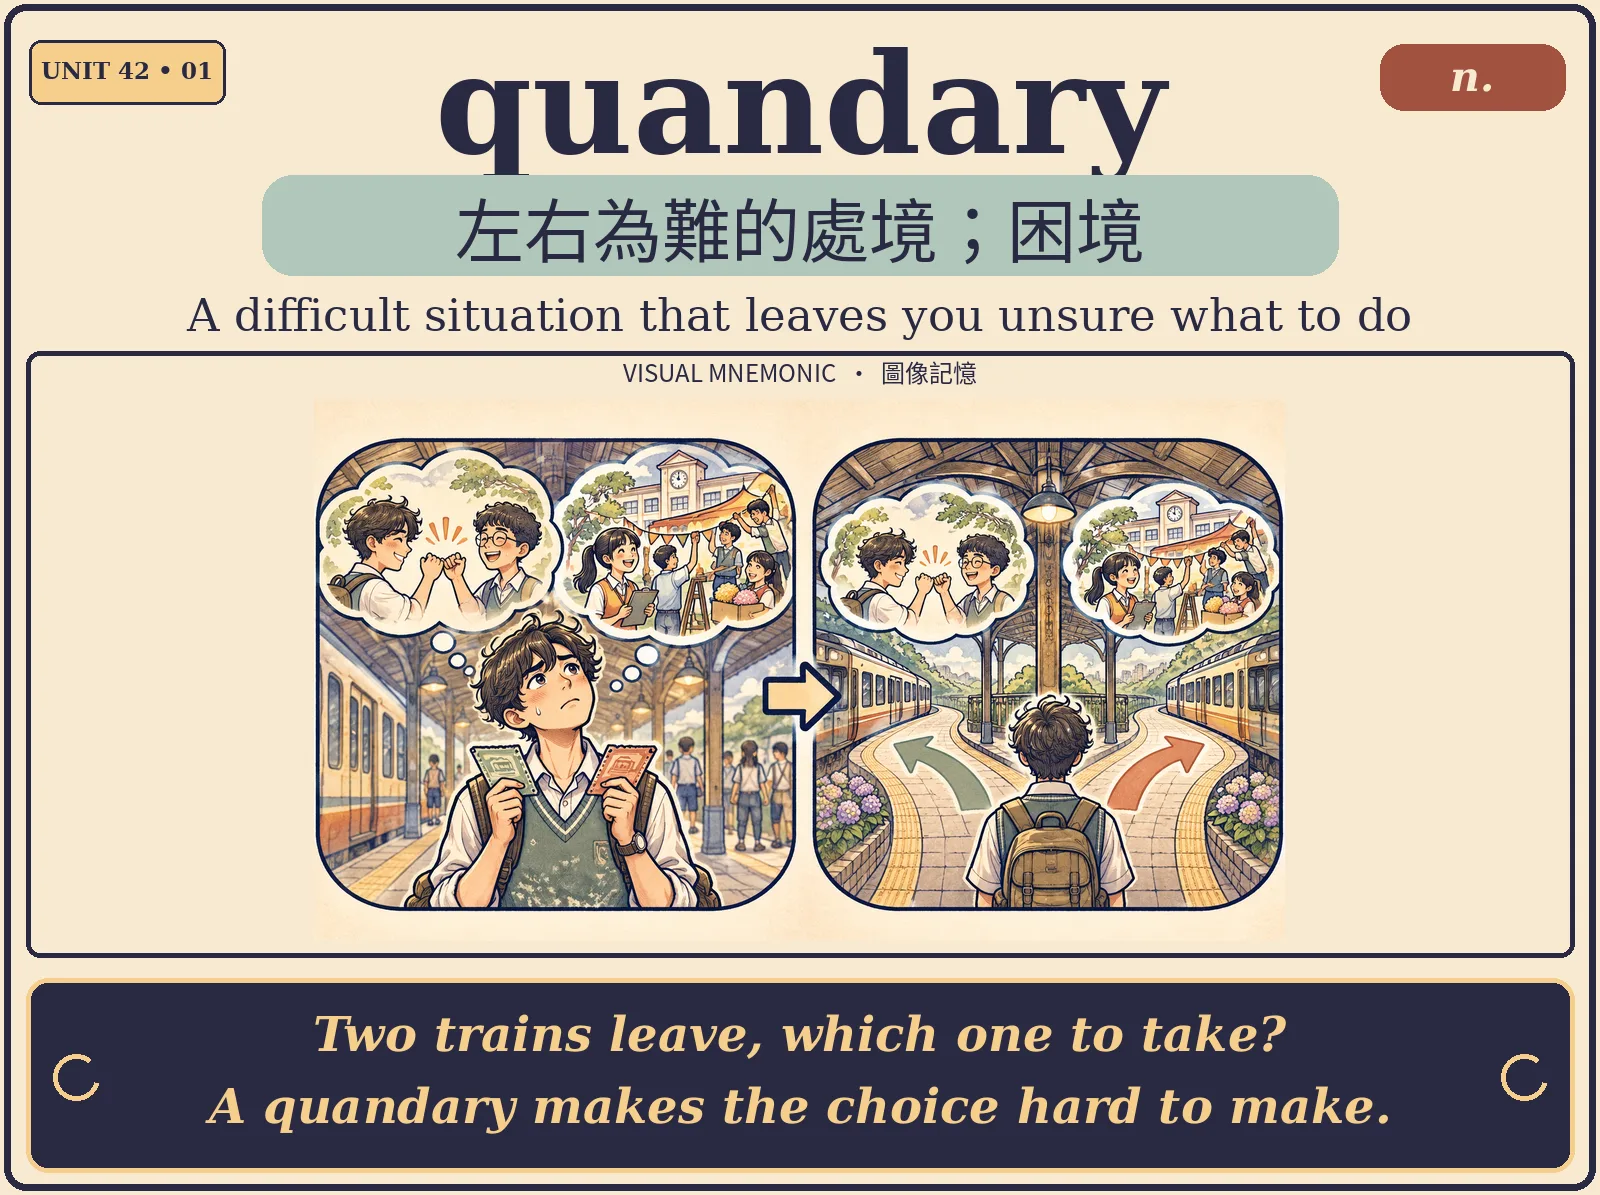 UNIT 42 • 01
quandary
n.
左右為難的處境；困境
A difficult situation that leaves you unsure what to do
VISUAL MNEMONIC • 圖像記憶
Two trains leave, which one to take?
A quandary makes the choice hard to make.